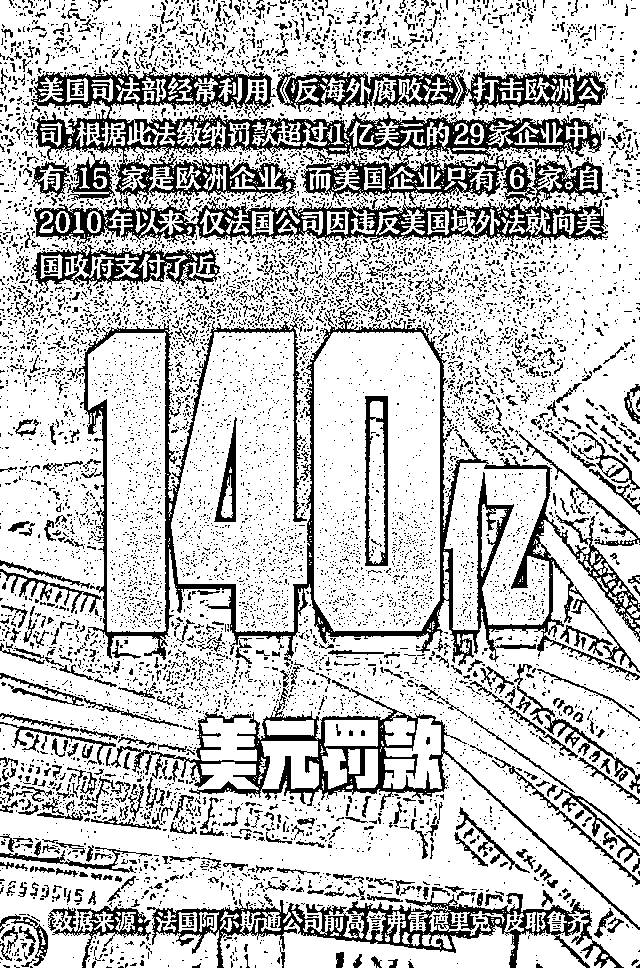 美国司法部经常利用《反海外腐败法》打击欧洲公
司，根据此法缴纳罚款超过1亿美元的29家企业中，
有 15 家是欧洲企业，而美国企业只有 6 家。自
2010 年以来，仅法国公司因违反美国域外法就向美
国政府支付了近
140亿
美元罚款
数据来源：法国阿尔斯通公司前高管弗雷德里克·皮耶鲁齐